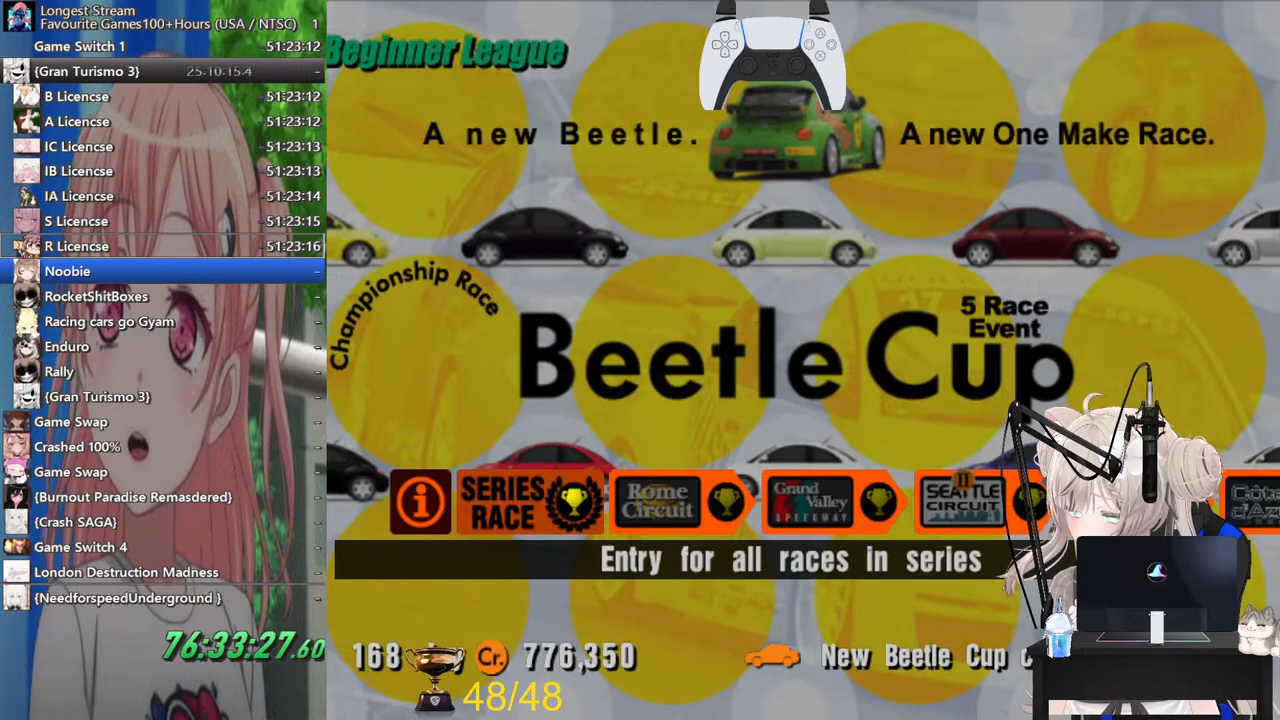 Longest Stream
Favourite Games100+Hours (USA / NTSC) 1
Game Switch 1 -51:23:12
{Gran Turismo 3} 25-10-15-4 -
B Licencse -51:23:12
A Licencse -51:23:12
IC Licencse -51:23:13
IB Licencse -51:23:13
IA Licencse -51:23:14
S Licencse -51:23:15
R Licencse -51:23:16
Noobie -
RocketShitBoxes -
Racing cars go Gyam -
Enduro -
Rally -
{Gran Turismo 3} -
Game Swap -
Crashed 100% -
Game Swap -
{Burnout Paradise Remasdered} -
{Crash SAGA} -
Game Switch 4 -
London Destruction Madness -
{NeedforspeedUnderground } -
76:33:27.60
Beginner League
A new Beetle. A new One Make Race.
Championship Race
5 Race
Event
Beetle Cup
SERIES
RACE
Rome
Circuit
Grand
Valley
SPEEDWAY
II
SEATTLE
CIRCUIT
Côte
dAz
Entry for all races in series
168 Cr. 776,350 New Beetle Cup c
48/48